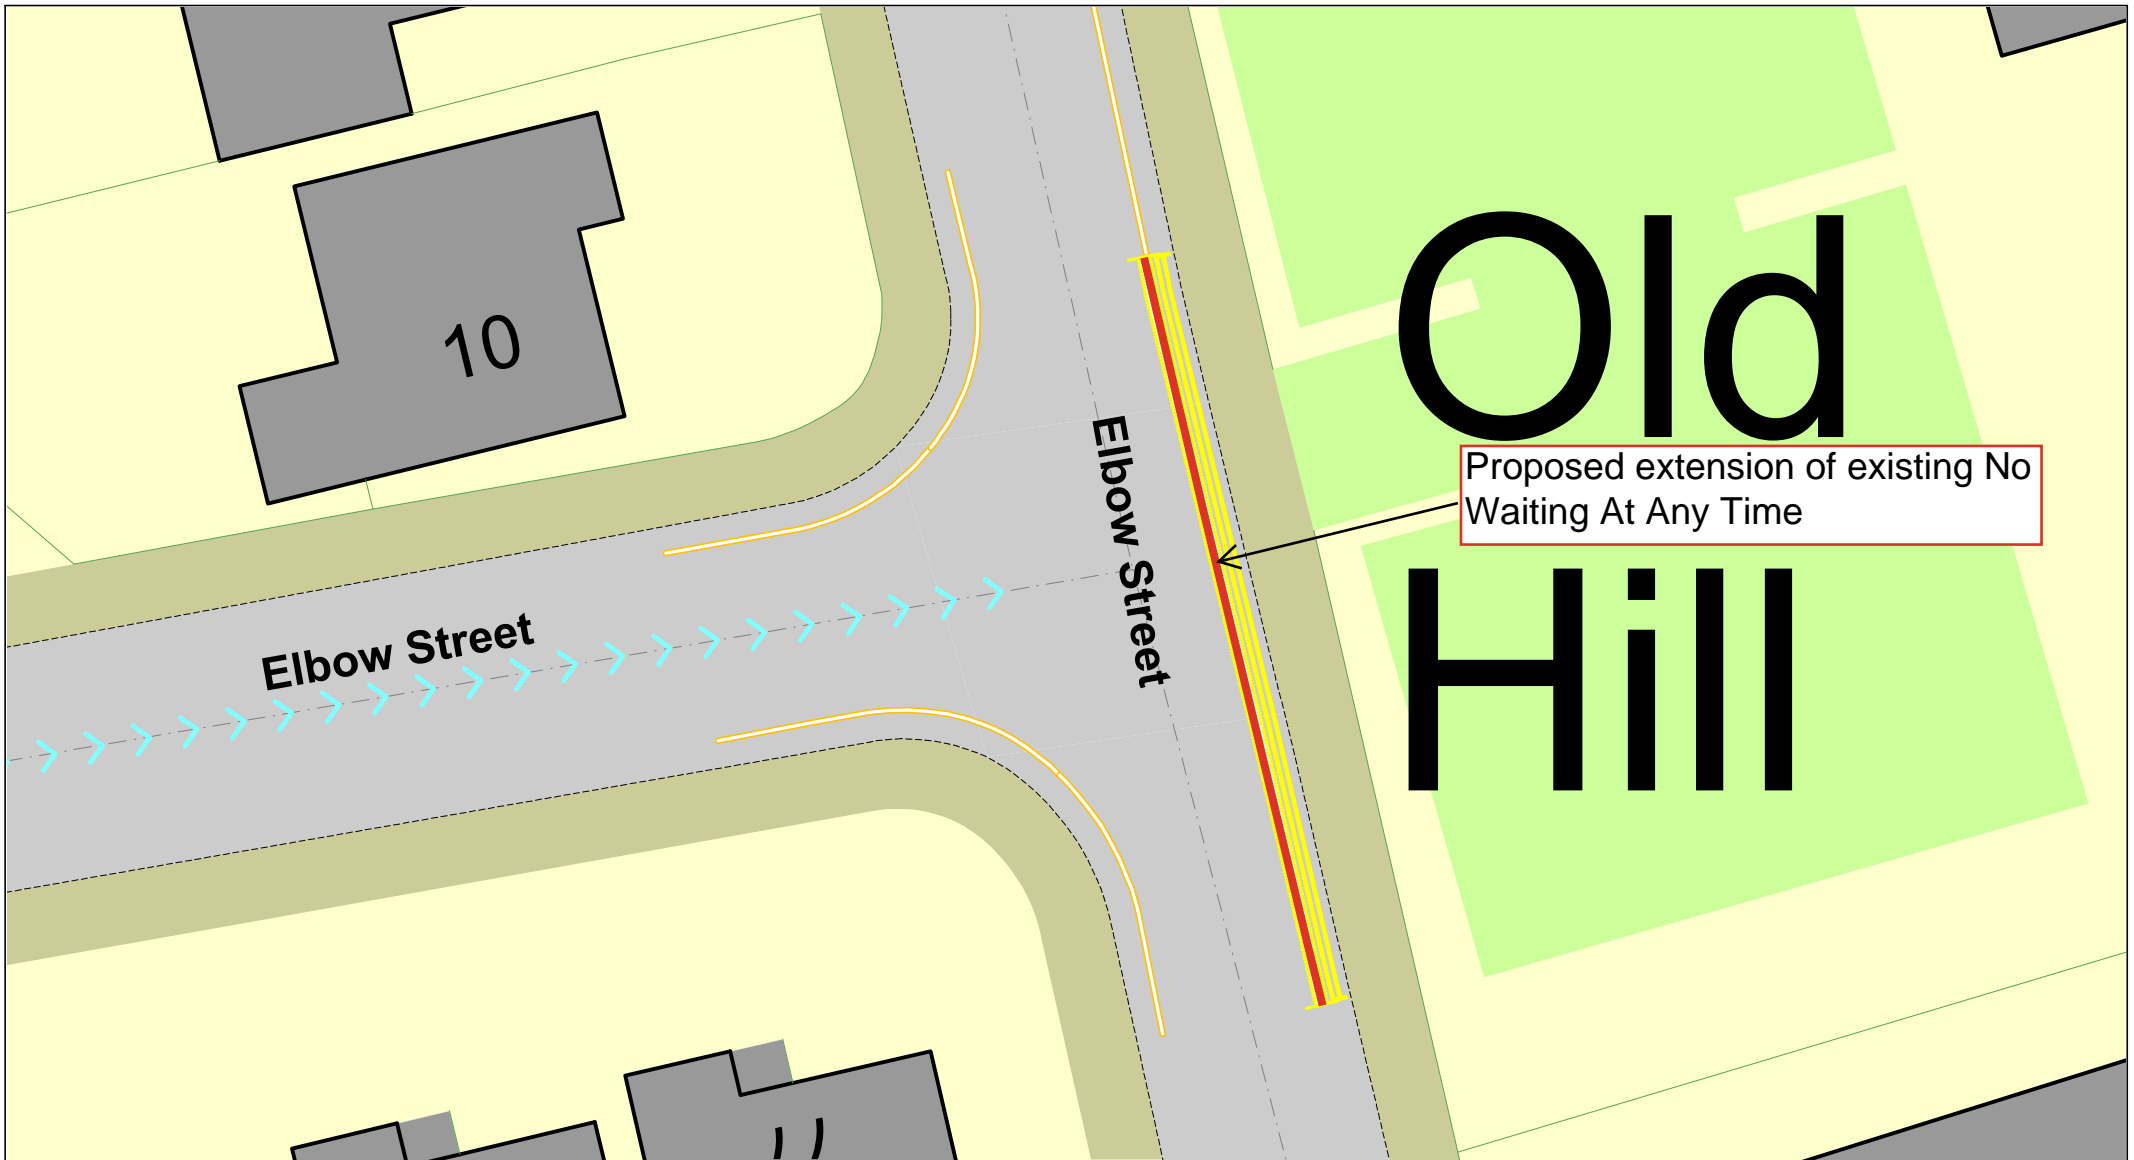 10
Old
Proposed extension of existing No
Waiting At Any Time
Hill
Elbow Street
Elbow Street